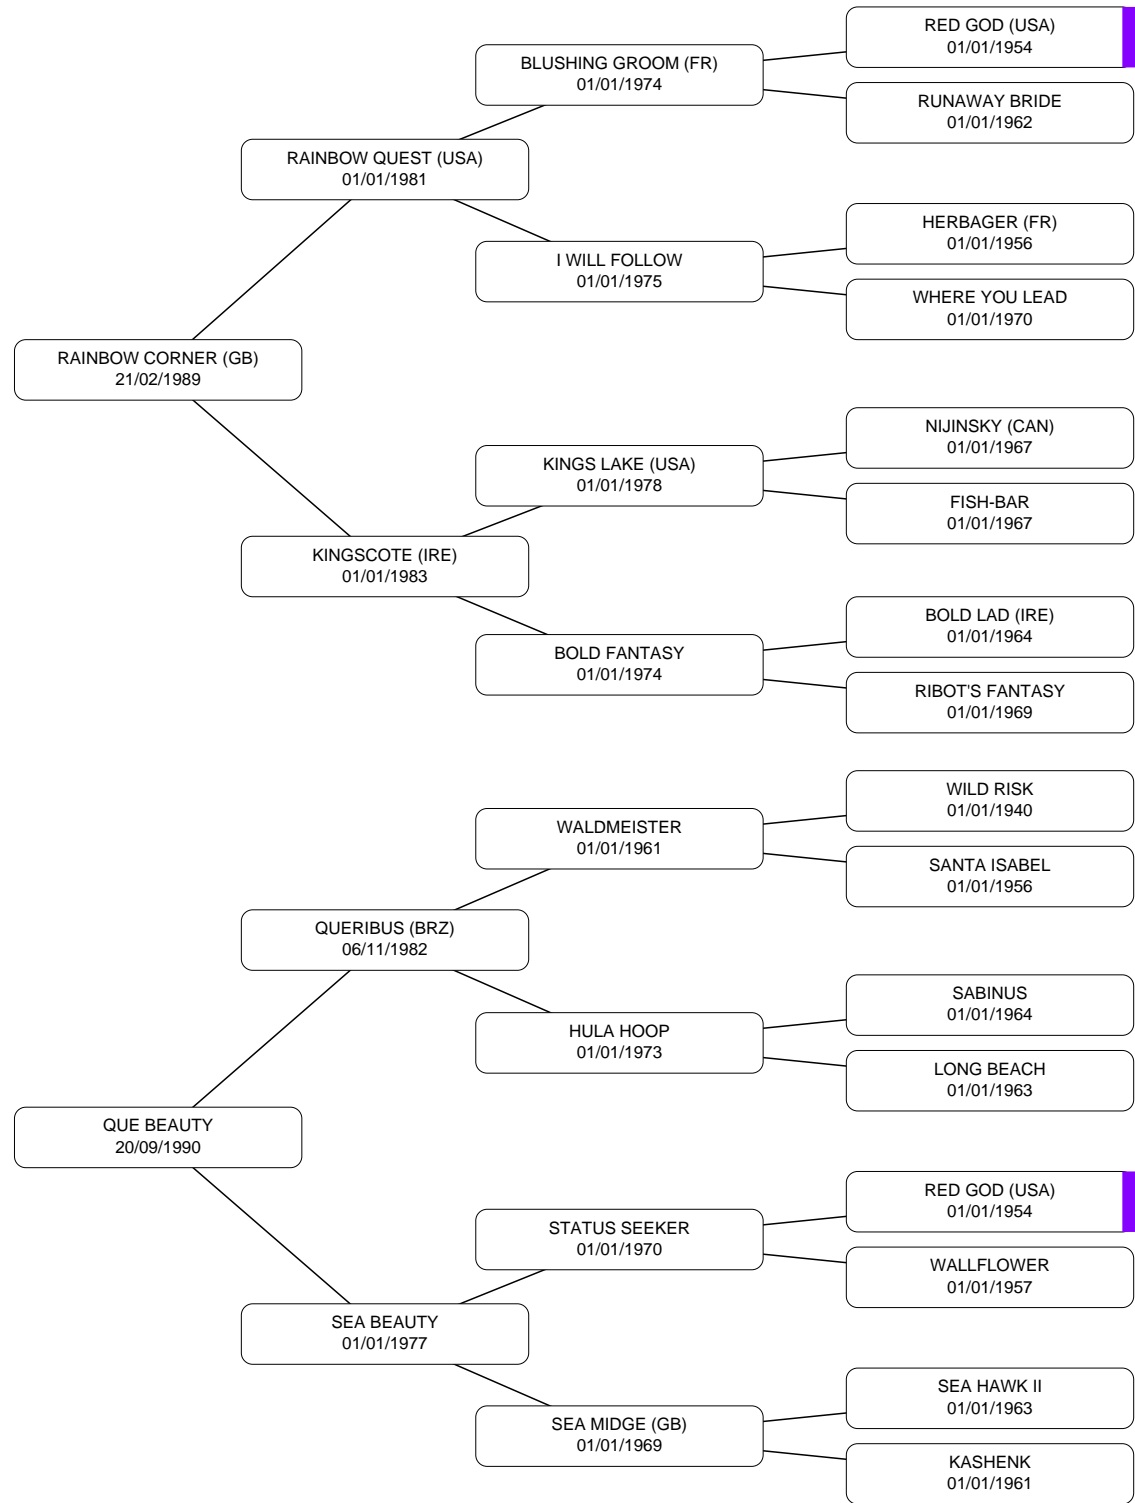 RED GOD (USA)
01/01/1954
BLUSHING GROOM (FR)
01/01/1974
RUNAWAY BRIDE
01/01/1962
RAINBOW QUEST (USA)
01/01/1981
HERBAGER (FR)
01/01/1956
I WILL FOLLOW
01/01/1975
WHERE YOU LEAD
01/01/1970
RAINBOW CORNER (GB)
21/02/1989
NIJINSKY (CAN)
01/01/1967
KINGS LAKE (USA)
01/01/1978
FISH-BAR
01/01/1967
KINGSCOTE (IRE)
01/01/1983
BOLD LAD (IRE)
01/01/1964
BOLD FANTASY
01/01/1974
RIBOT'S FANTASY
01/01/1969
WILD RISK
01/01/1940
WALDMEISTER
01/01/1961
SANTA ISABEL
01/01/1956
QUERIBUS (BRZ)
06/11/1982
SABINUS
01/01/1964
HULA HOOP
01/01/1973
LONG BEACH
01/01/1963
QUE BEAUTY
20/09/1990
RED GOD (USA)
01/01/1954
STATUS SEEKER
01/01/1970
WALLFLOWER
01/01/1957
SEA BEAUTY
01/01/1977
SEA HAWK II
01/01/1963
SEA MIDGE (GB)
01/01/1969
KASHENK
01/01/1961